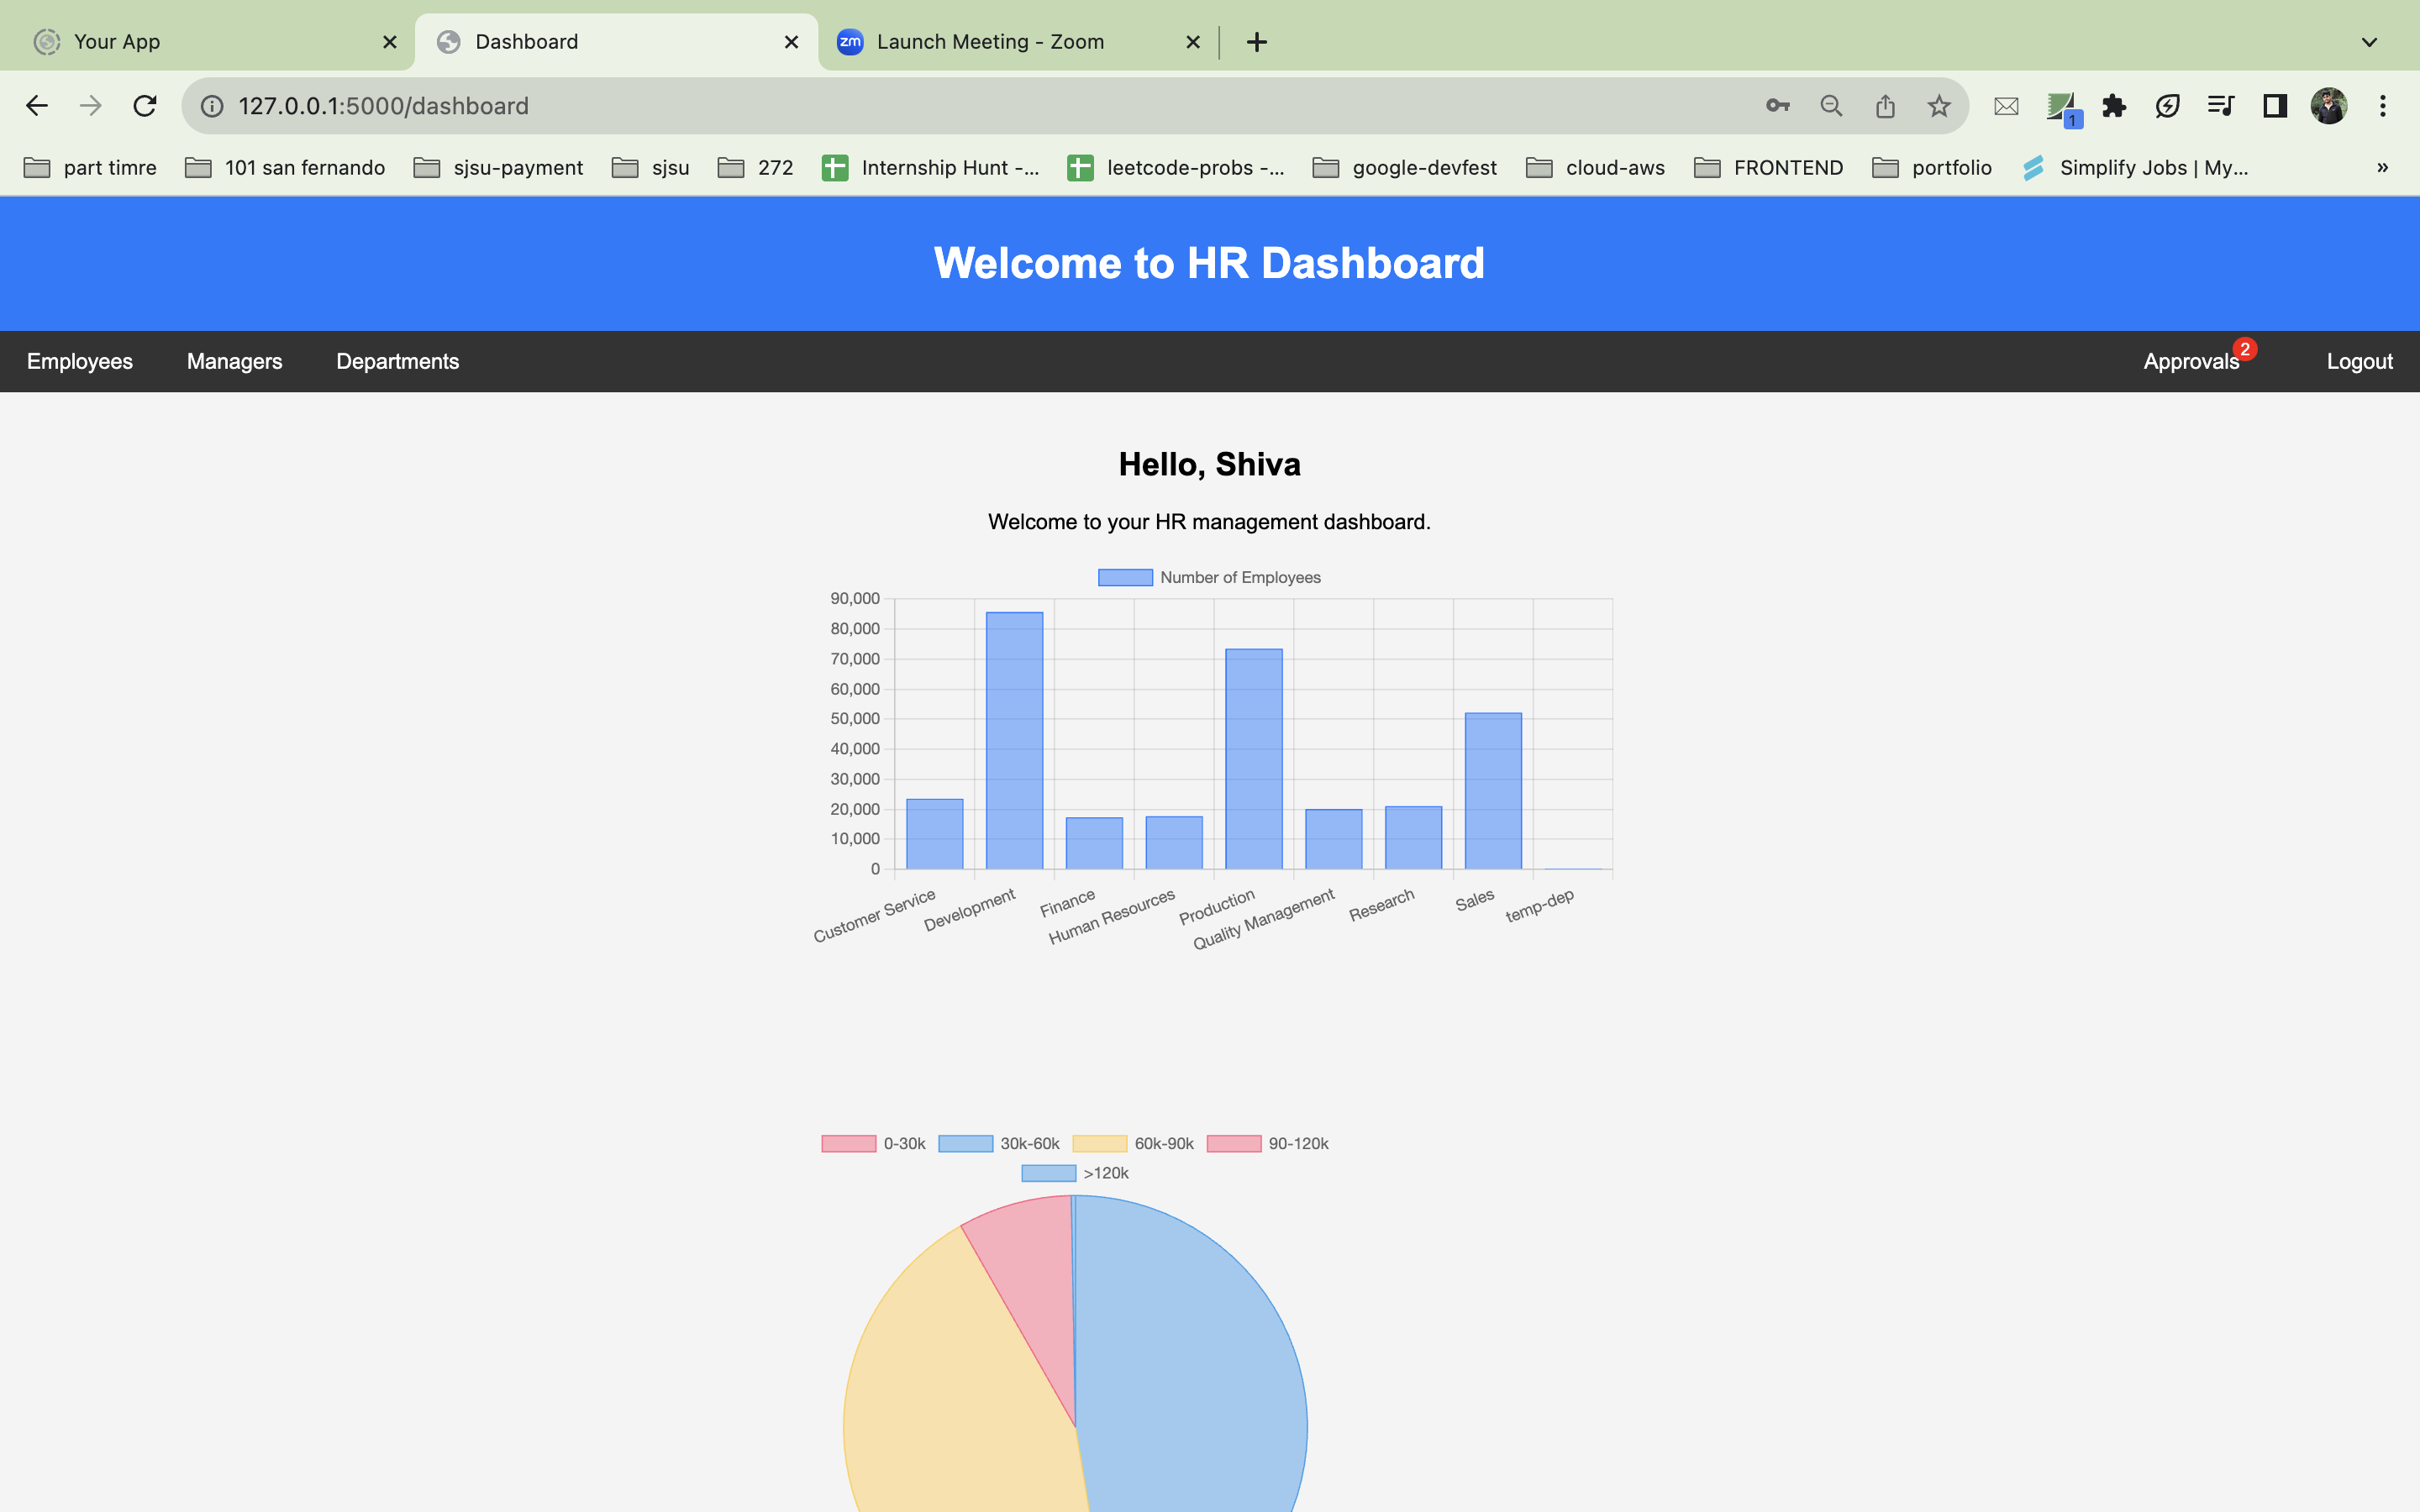 Your App
Dashboard
zm Launch Meeting - Zoom
127.0.0.1:5000/dashboard
1
part timre 101 san fernando sjsu-payment sjsu 272 Internship Hunt -... leetcode-probs -... google-devfest cloud-aws FRONTEND portfolio Simplify Jobs | My... »
Welcome to HR Dashboard
Employees Managers Departments Approvals 2 Logout
Hello, Shiva
Welcome to your HR management dashboard.
Number of Employees
90,000
80,000
70,000
60,000
50,000
40,000
30,000
20,000
10,000
0
Customer Service
Development
Finance
Human Resources
Production
Quality Management
Research
Sales
temp-dep
0-30k 30k-60k 60k-90k 90-120k
>120k